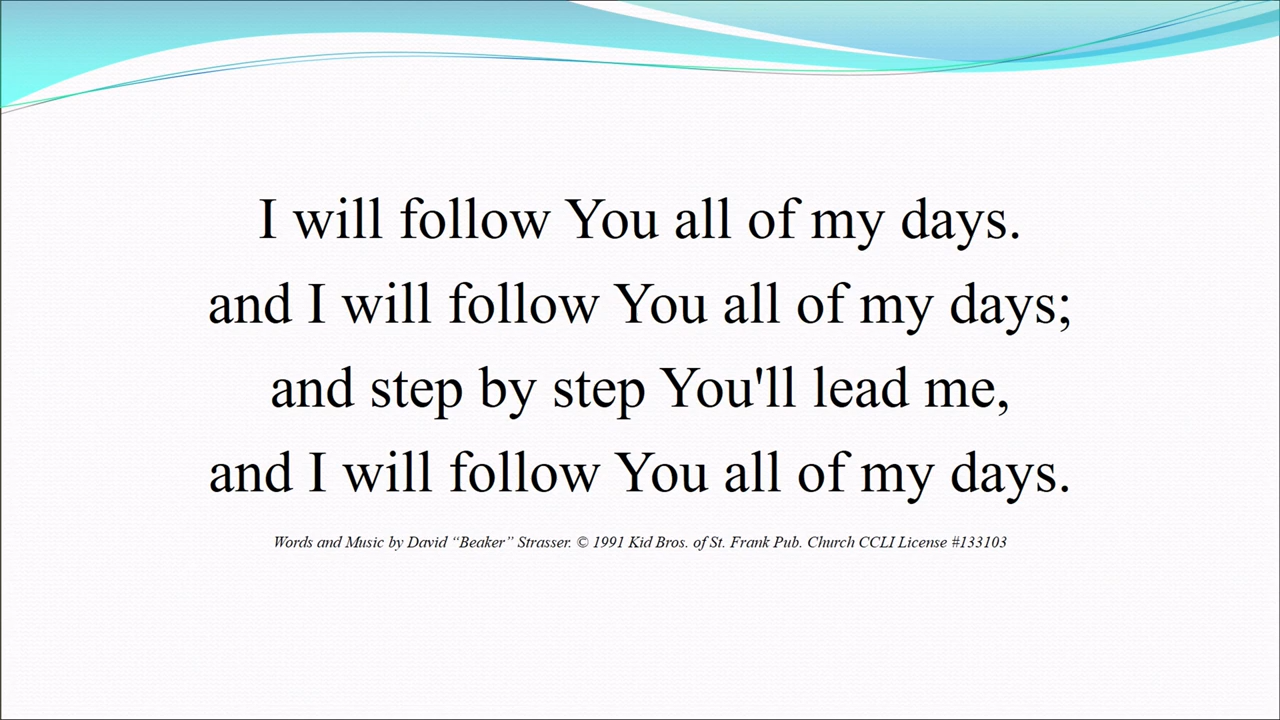 I will follow You all of my days.
and I will follow You all of my days;
and step by step You'll lead me,
and I will follow You all of my days.
Words and Music by David “Beaker” Strasser. © 1991 Kid Bros. of St. Frank Pub. Church CCLI License #133103